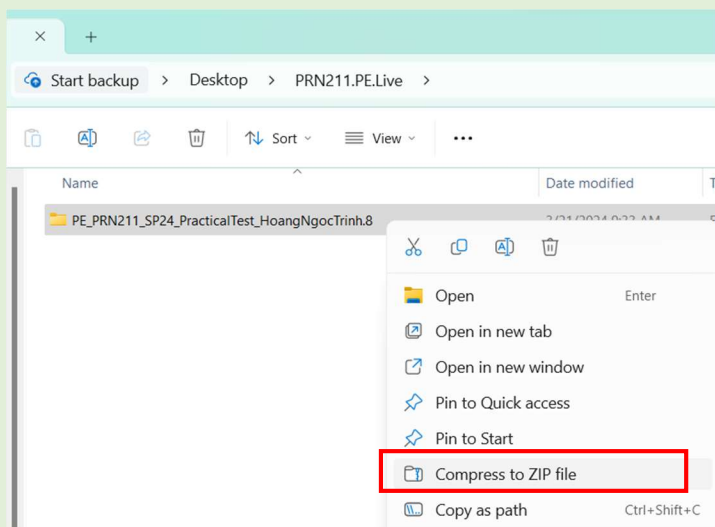 Start backup > Desktop > PRN211.PE.Live >
Sort View ...
Name Date modified
PE_PRN211_SP24_PracticalTest_HoangNgocTrinh.8
Open Enter
Open in new tab
Open in new window
Pin to Quick access
Pin to Start
Compress to ZIP file
Copy as path Ctrl+Shift+C